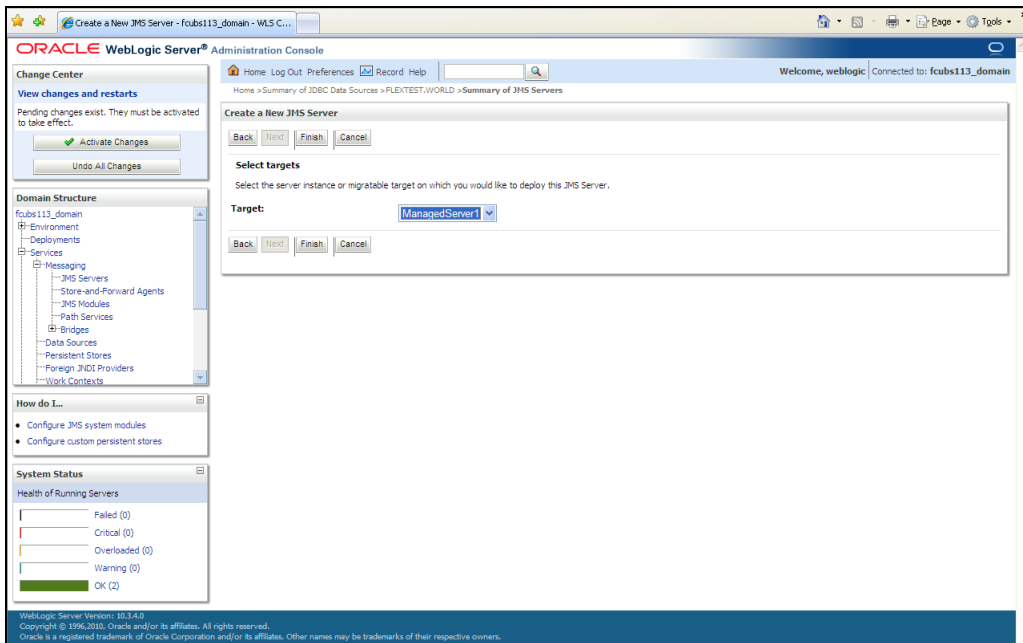 Create a New JMS Server - fcubs113_domain - WLS C...
Page
Tools
ORACLE WebLogic Server® Administration Console
Change Center
View changes and restarts
Pending changes exist. They must be activated
to take effect.
Activate Changes
Undo All Changes
Domain Structure
fcubs113_domain
Environment
Deployments
Services
Messaging
JMS Servers
Store-and-Forward Agents
JMS Modules
Path Services
Bridges
Data Sources
Persistent Stores
Foreign JNDI Providers
Work Contexts
How do I...
Configure JMS system modules
Configure custom persistent stores
System Status
Health of Running Servers
Failed (0)
Critical (0)
Overloaded (0)
Warning (0)
OK (2)
Home Log Out Preferences Record Help
Welcome, weblogic Connected to: fcubs113_domain
Home >Summary of JDBC Data Sources >FLEXTEST.WORLD >Summary of JMS Servers
Create a New JMS Server
Back Next Finish Cancel
Select targets
Select the server instance or migratable target on which you would like to deploy this JMS Server.
Target: ManagedServer1
Back Next Finish Cancel
WebLogic Server Version: 10.3.4.0
Copyright © 1996,2010, Oracle and/or its affiliates. All rights reserved.
Oracle is a registered trademark of Oracle Corporation and/or its affiliates. Other names may be trademarks of their respective owners.